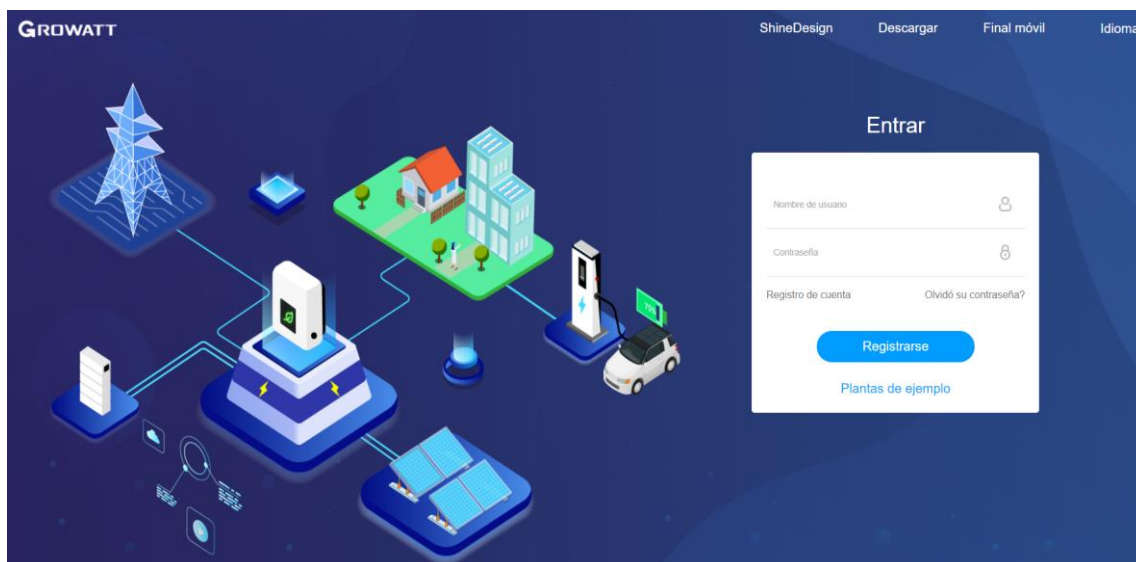 GROWATT
ShineDesign Descargar Final móvil Idioma
Entrar
Nombre de usuario
Contraseña
Registro de cuenta Olvidó su contraseña?
Registrarse
Plantas de ejemplo
75%